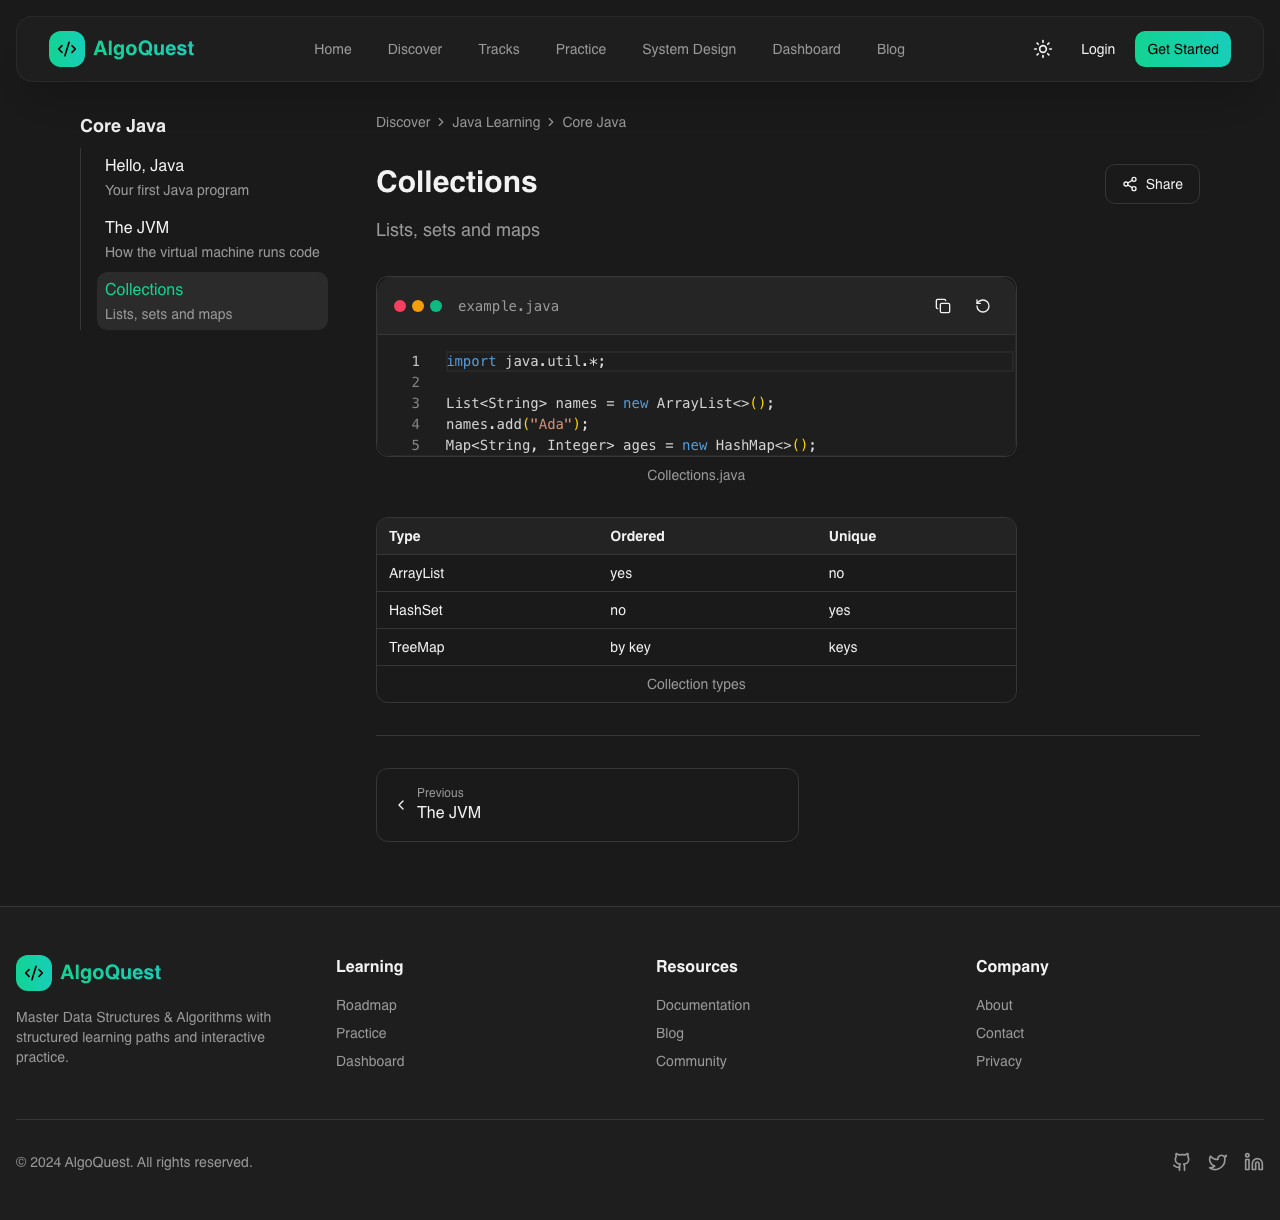 AlgoQuest
Home
Discover
Tracks
Practice
System Design
Dashboard
Blog
Login
Get Started
Core Java
Hello, Java
Your first Java program
The JVM
How the virtual machine runs code
Collections
Lists, sets and maps
Discover > Java Learning > Core Java
Collections
Share
Lists, sets and maps
example.java
1 import java.util.*;
2
3 List<String> names = new ArrayList<>();
4 names.add("Ada");
5 Map<String, Integer> ages = new HashMap<>();
Collections.java
Type Ordered Unique
ArrayList yes no
HashSet no yes
TreeMap by key keys
Collection types
Previous
The JVM
AlgoQuest
Master Data Structures & Algorithms with
structured learning paths and interactive
practice.
Learning
Roadmap
Practice
Dashboard
Resources
Documentation
Blog
Community
Company
About
Contact
Privacy
© 2024 AlgoQuest. All rights reserved.